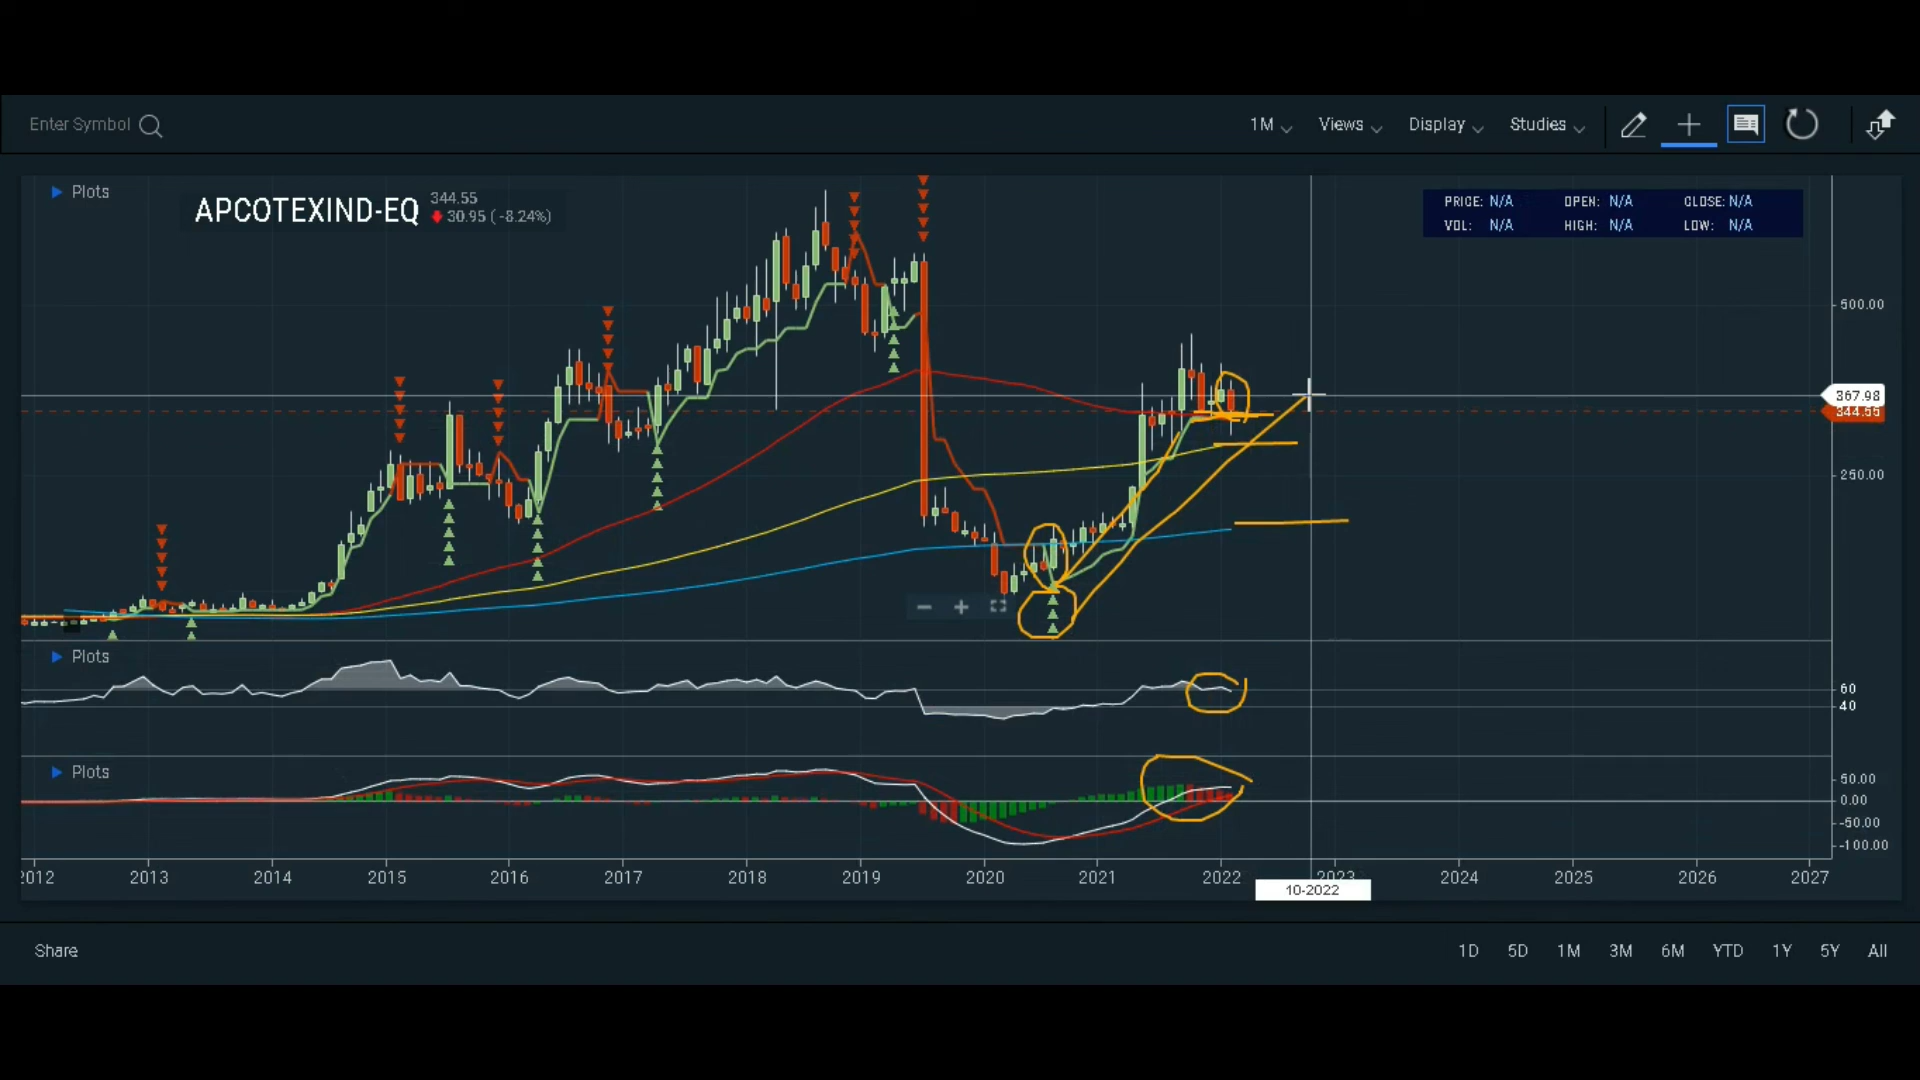 Enter Symbol
1M Views Display Studies
Plots
APCOTEXIND-EQ 344.55
30.95 ( -8.24%)
PRICE: N/A OPEN: N/A CLOSE: N/A
VOL: N/A HIGH: N/A LOW: N/A
500.00
367.98
344.55
250.00
Plots
60
40
Plots
50.00
0.00
-50.00
-100.00
2012 2013 2014 2015 2016 2017 2018 2019 2020 2021 2022 2023 2024 2025 2026 2027
10-2022
Share
1D 5D 1M 3M 6M YTD 1Y 5Y All